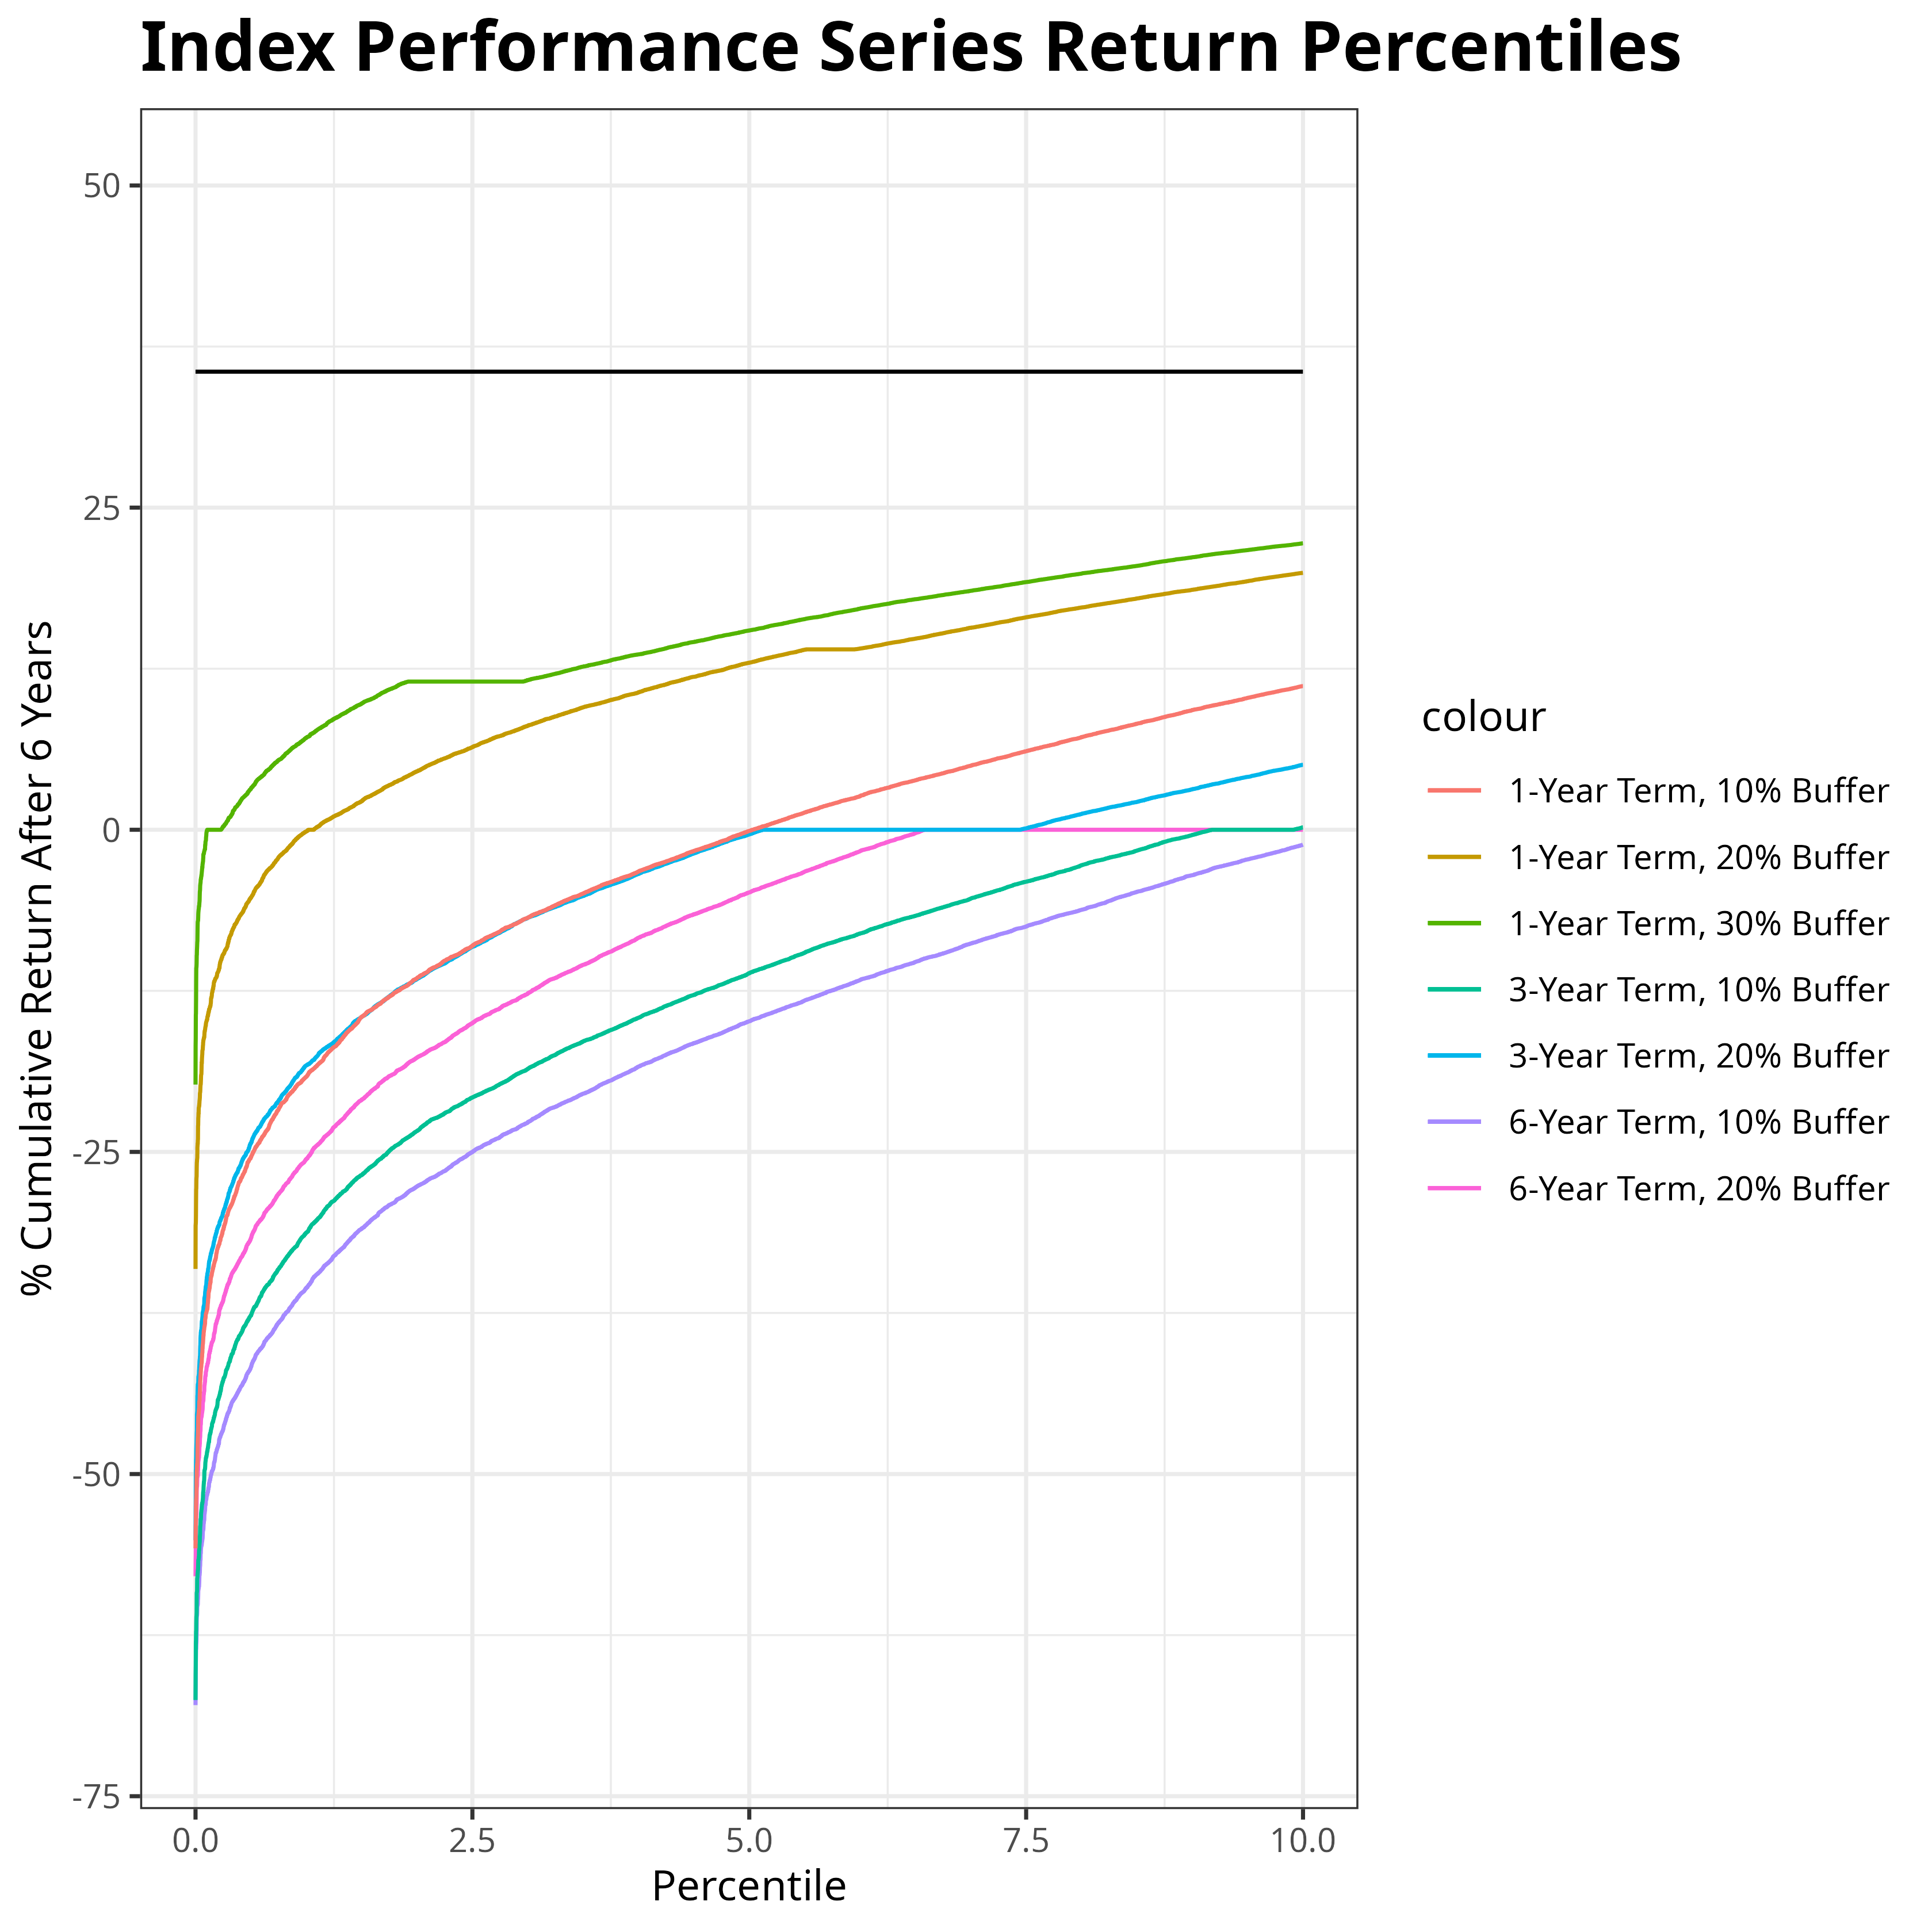 Index Performance Series Return Percentiles
% Cumulative Return After 6 Years
50
25
0
-25
-50
-75
0.0 2.5 5.0 7.5 10.0
Percentile
colour
1-Year Term, 10% Buffer
1-Year Term, 20% Buffer
1-Year Term, 30% Buffer
3-Year Term, 10% Buffer
3-Year Term, 20% Buffer
6-Year Term, 10% Buffer
6-Year Term, 20% Buffer